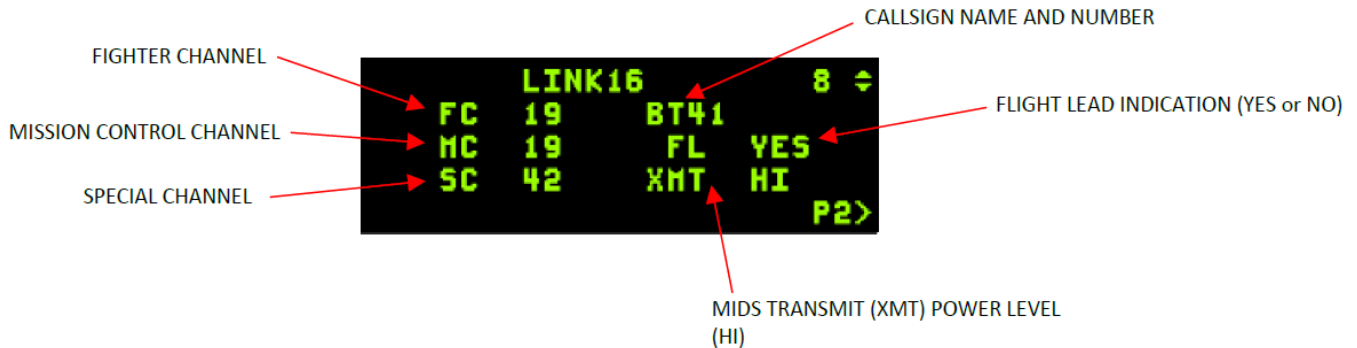 CALLSIGN NAME AND NUMBER
FIGHTER CHANNEL
LINK16 8
FC 19 BT41
FLIGHT LEAD INDICATION (YES or NO)
MISSION CONTROL CHANNEL
MC 19 FL YES
SC 42 XMT HI
SPECIAL CHANNEL
P2>
MIDS TRANSMIT (XMT) POWER LEVEL
(HI)